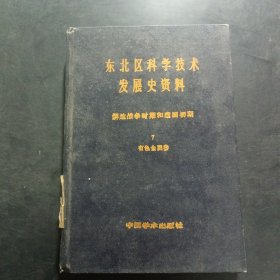 东北区科学技术
发展史资料
解放战争时期和建国初期
7
有色金属卷
中国学术出版社